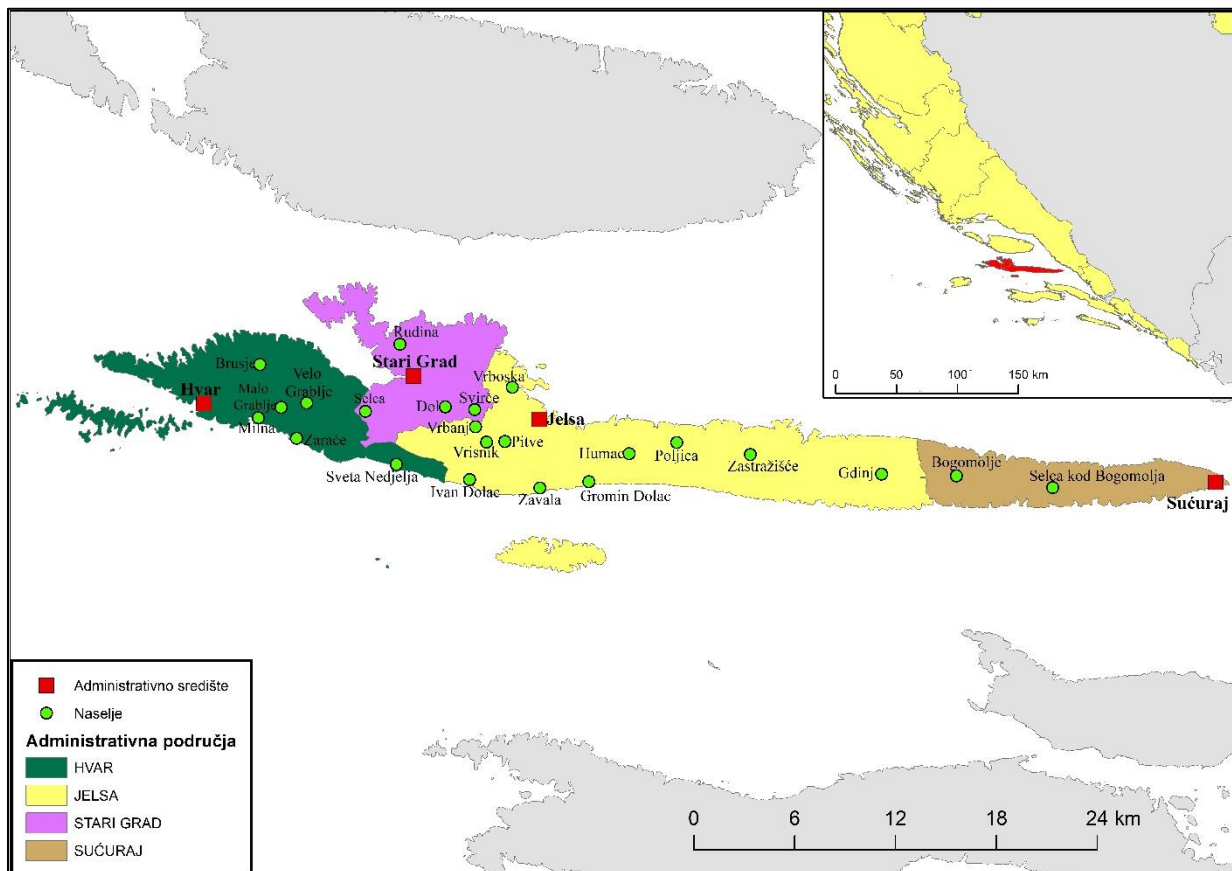 0 50 100 150 km
Rudina
Stari Grad
Brusje
Velo
Grablje
Vrboska
Hvar
Malo
Grablje
Selca
Dol
Svirče
Jelsa
Milna
Vrbanj
Zaraće
Vrisnik
Pitve
Humac
Poljica
Zastražišće
Sveta Nedjelja
Ivan Dolac
Zavala
Gromin Dolac
Gdinj
Bogomolje
Selca kod Bogomolja
Sućuraj
Administrativno središte
Naselje
Administrativna područja
HVAR
JELSA
STARI GRAD
SUĆURAJ
0 6 12 18 24 km